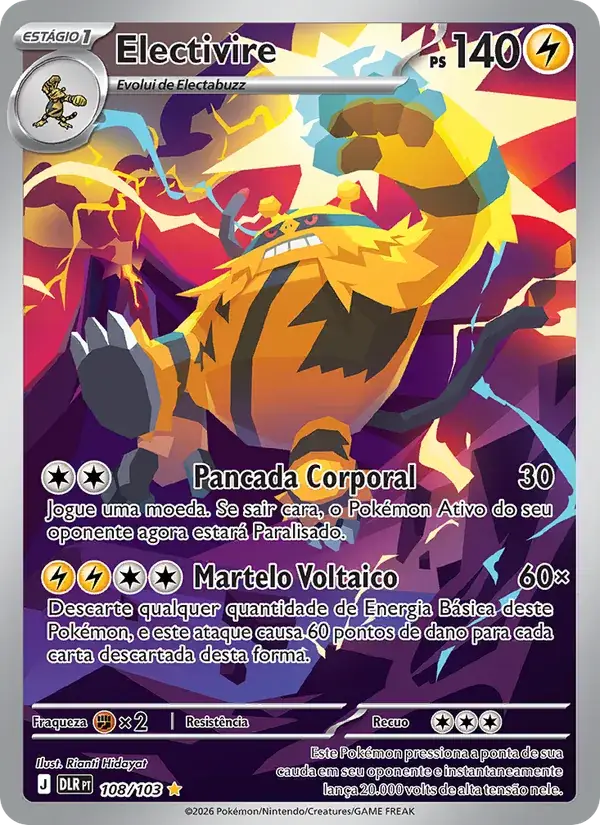 ESTÁGIO 1
Electivire
PS 140
Evolui de Electabuzz
Pancada Corporal 30
Jogue uma moeda. Se sair cara, o Pokémon Ativo do seu
oponente agora estará Paralisado.
Martelo Voltaico 60×
Descarte qualquer quantidade de Energia Básica deste
Pokémon, e este ataque causa 60 pontos de dano para cada
carta descartada desta forma.
Fraqueza ×2 Resistência Recuo
Ilust. Rianti Hidayat
J DLR PT 108/103
Este Pokémon pressiona a ponta de sua
cauda em seu oponente e instantaneamente
lança 20.000 volts de alta tensão nele.
©2026 Pokémon/Nintendo/Creatures/GAME FREAK